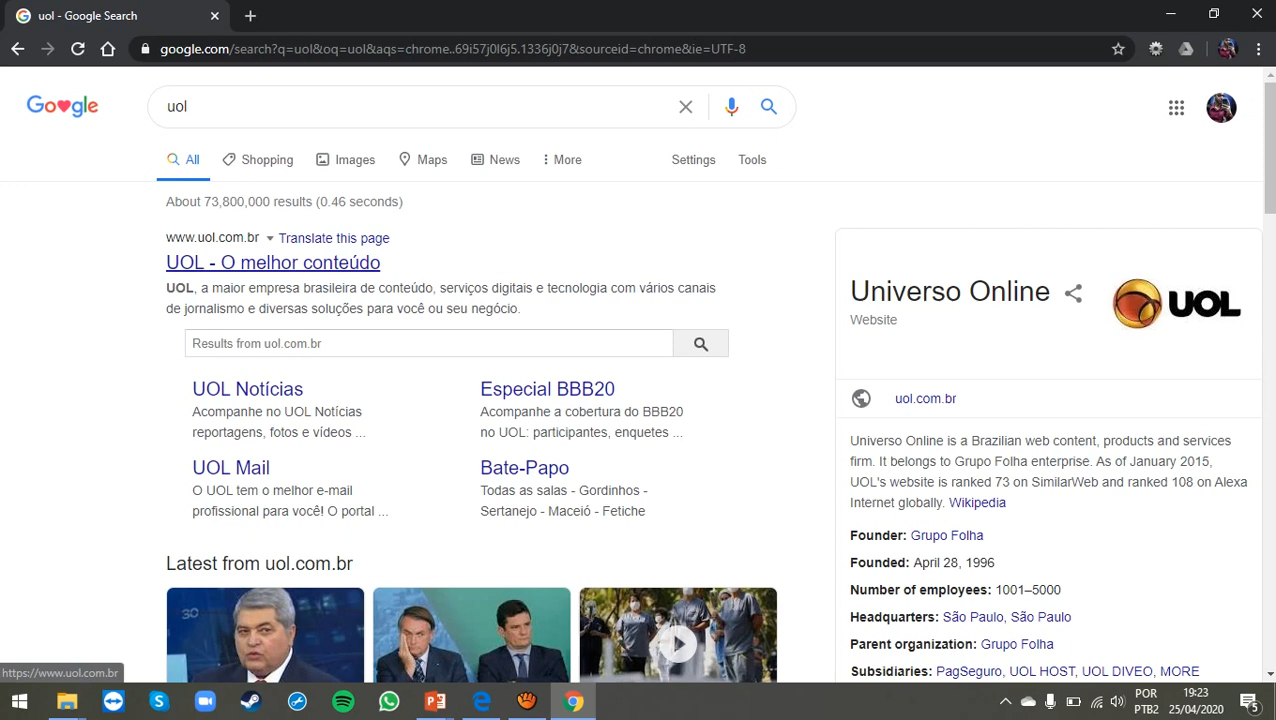 uol - Google Search
google.com/search?q=uol&oq=uol&aqs=chrome..69i57j0l6j5.1336j0j7&sourceid=chrome&ie=UTF-8
Google
uol
All
Shopping
Images
Maps
News
More
Settings
Tools
About 73,800,000 results (0.46 seconds)
www.uol.com.br
Translate this page
UOL - O melhor conteúdo
UOL, a maior empresa brasileira de conteúdo, serviços digitais e tecnologia com vários canais
de jornalismo e diversas soluções para você ou seu negócio.
Results from uol.com.br
UOL Notícias
Acompanhe no UOL Notícias
reportagens, fotos e vídeos ...
Especial BBB20
Acompanhe a cobertura do BBB20
no UOL: participantes, enquetes ...
UOL Mail
O UOL tem o melhor e-mail
profissional para você! O portal ...
Bate-Papo
Todas as salas - Gordinhos -
Sertanejo - Maceió - Fetiche
Latest from uol.com.br
Universo Online
Website
UOL
uol.com.br
Universo Online is a Brazilian web content, products and services
firm. It belongs to Grupo Folha enterprise. As of January 2015,
UOL's website is ranked 73 on SimilarWeb and ranked 108 on Alexa
Internet globally. Wikipedia
Founder: Grupo Folha
Founded: April 28, 1996
Number of employees: 1001–5000
Headquarters: São Paulo, São Paulo
Parent organization: Grupo Folha
Subsidiaries: PagSeguro, UOL HOST, UOL DIVEO, MORE
https://www.uol.com.br
POR
PTB2
19:23
25/04/2020
5